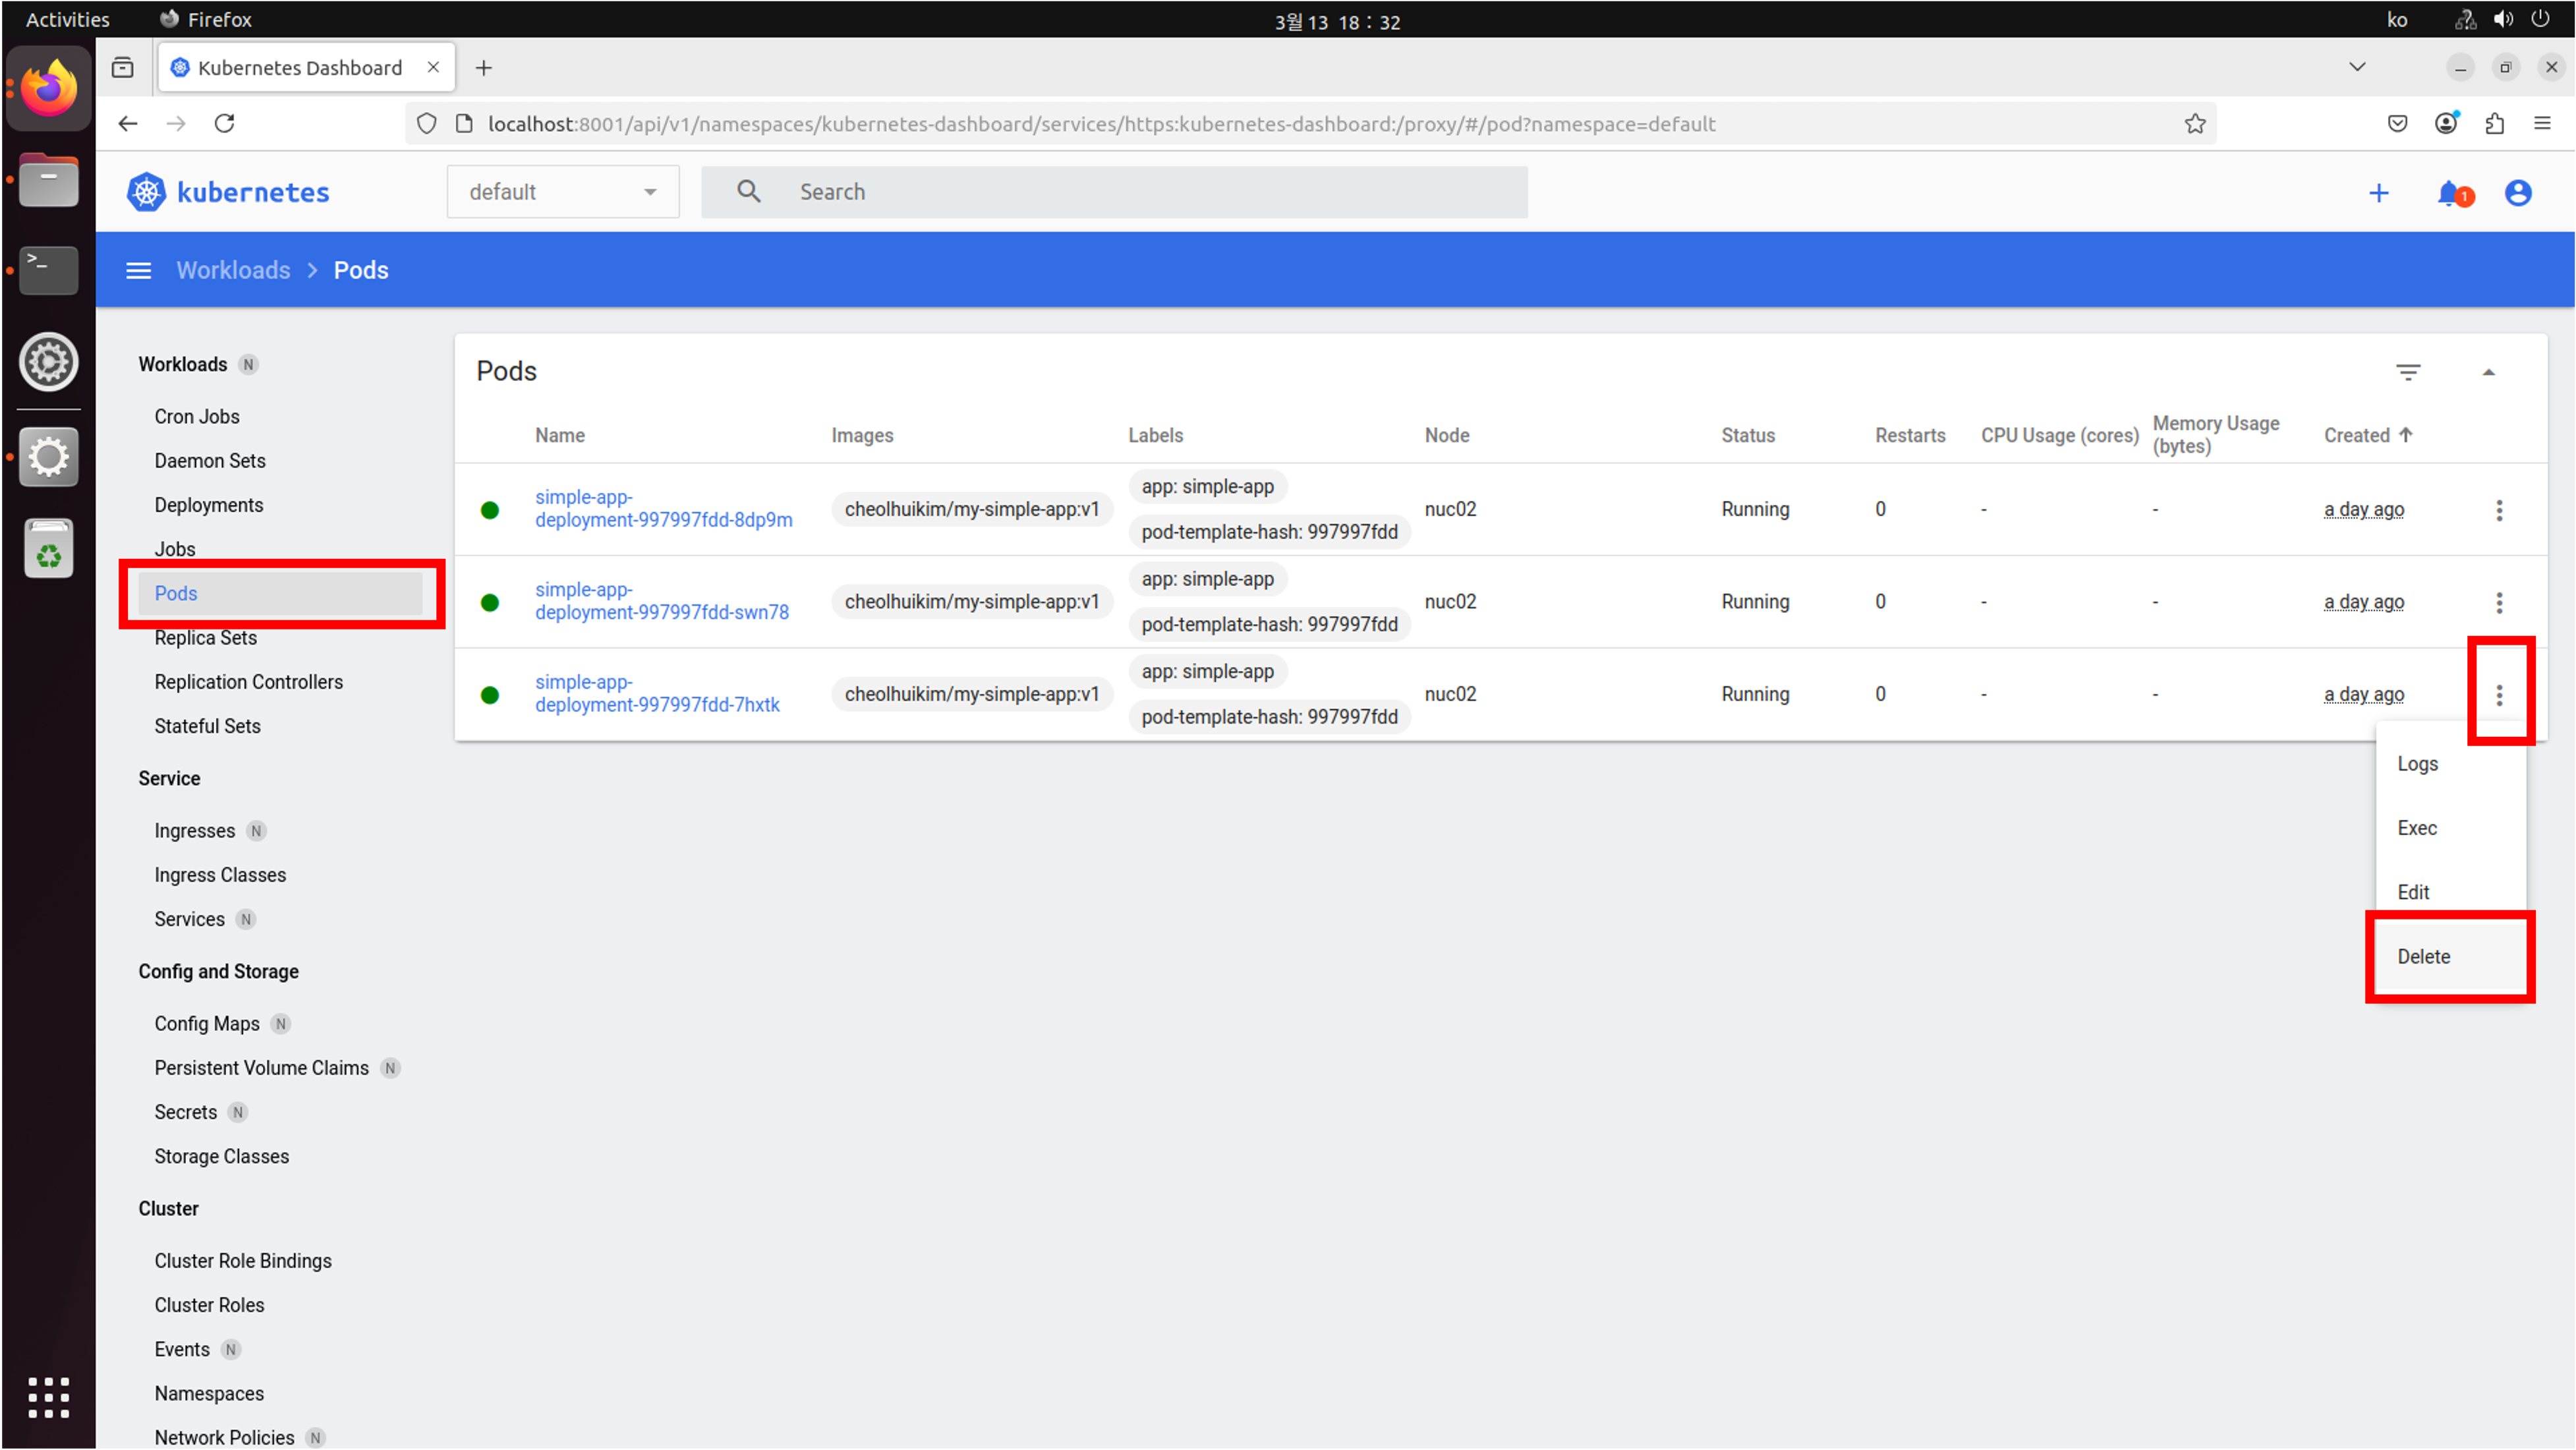 Activities Firefox 3월 13 18 : 32 ko
Kubernetes Dashboard
localhost:8001/api/v1/namespaces/kubernetes-dashboard/services/https:kubernetes-dashboard:/proxy/#/pod?namespace=default
kubernetes default Search 1
Workloads > Pods
Workloads N
Cron Jobs
Daemon Sets
Deployments
Jobs
Pods
Replica Sets
Replication Controllers
Stateful Sets
Service
Ingresses N
Ingress Classes
Services N
Config and Storage
Config Maps N
Persistent Volume Claims N
Secrets N
Storage Classes
Cluster
Cluster Role Bindings
Cluster Roles
Events N
Namespaces
Network Policies N
Pods
Name Images Labels Node Status Restarts CPU Usage (cores) Memory Usage (bytes) Created
simple-app-
deployment-997997fdd-8dp9m
cheolhuikim/my-simple-app:v1
app: simple-app
pod-template-hash: 997997fdd
nuc02 Running 0 - - a day ago
simple-app-
deployment-997997fdd-swn78
cheolhuikim/my-simple-app:v1
app: simple-app
pod-template-hash: 997997fdd
nuc02 Running 0 - - a day ago
simple-app-
deployment-997997fdd-7hxtk
cheolhuikim/my-simple-app:v1
app: simple-app
pod-template-hash: 997997fdd
nuc02 Running 0 - - a day ago
Logs
Exec
Edit
Delete